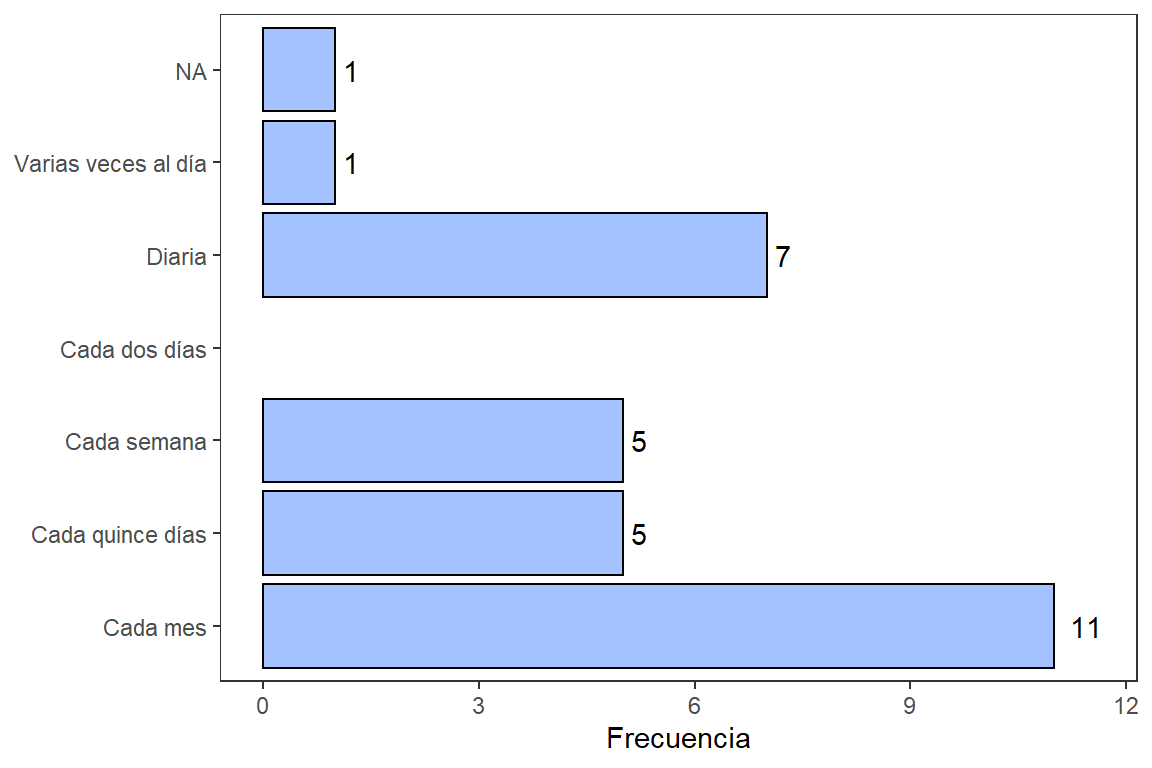 NA
1
Varias veces al día
1
Diaria
7
Cada dos días
Cada semana
5
Cada quince días
5
Cada mes
11
0 3 6 9 12
Frecuencia